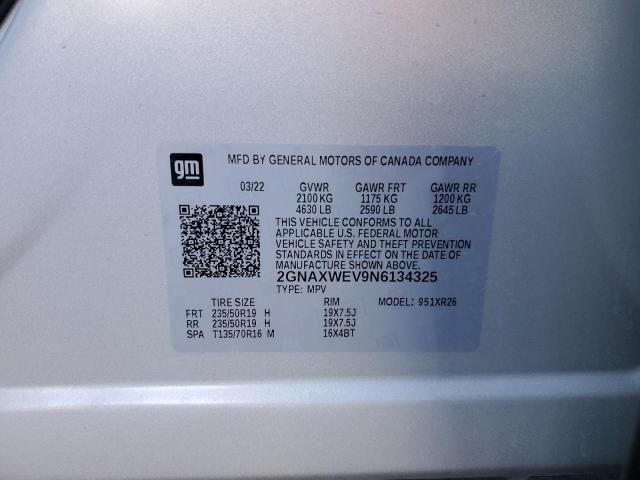 gm
MFD BY GENERAL MOTORS OF CANADA COMPANY
03/22 GVWR GAWR FRT GAWR RR
2100 KG 1175 KG 1200 KG
4630 LB 2590 LB 2645 LB
THIS VEHICLE CONFORMS TO ALL
APPLICABLE U.S. FEDERAL MOTOR
VEHICLE SAFETY AND THEFT PREVENTION
STANDARDS IN EFFECT ON THE DATE OF
MANUFACTURE SHOWN ABOVE.
2GNAXWEV9N6134325
TYPE: MPV MODEL: 951XR26
TIRE SIZE RIM
FRT 235/50R19 H 19X7.5J
RR 235/50R19 H 19X7.5J
SPA T135/70R16 M 16X4BT